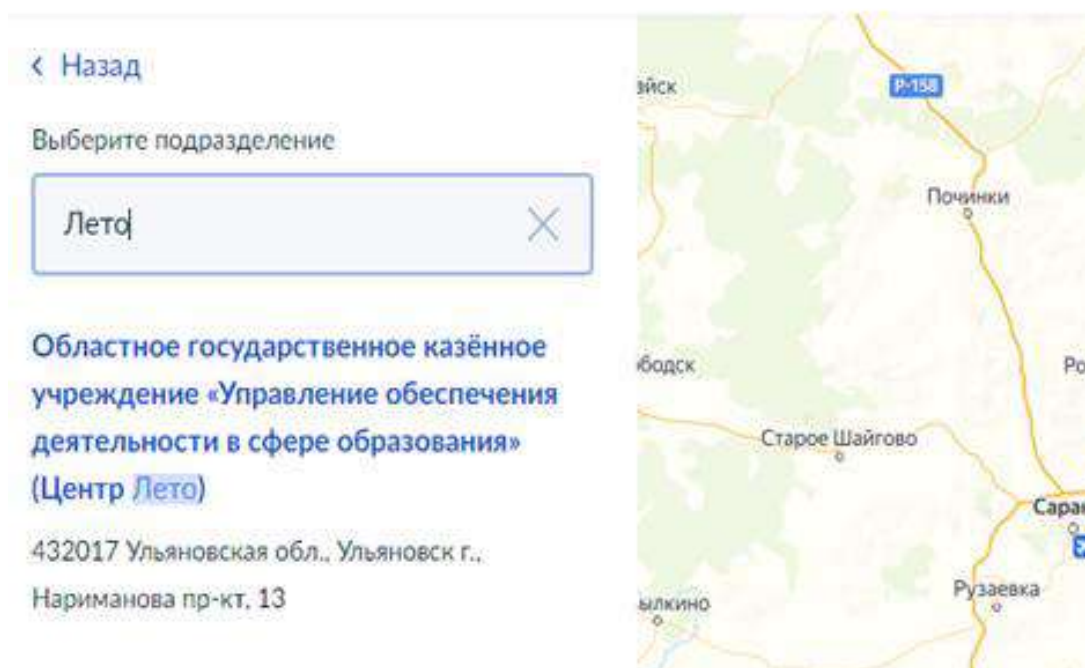 Назад
Выберите подразделение
Лето
Областное государственное казённое
учреждение «Управление обеспечения
деятельности в сфере образования»
(Центр Лето)
432017 Ульяновская обл., Ульяновск г.,
Нариманова пр-кт, 13
Р-158
Починки
Старое Шайгово
Рузаевка